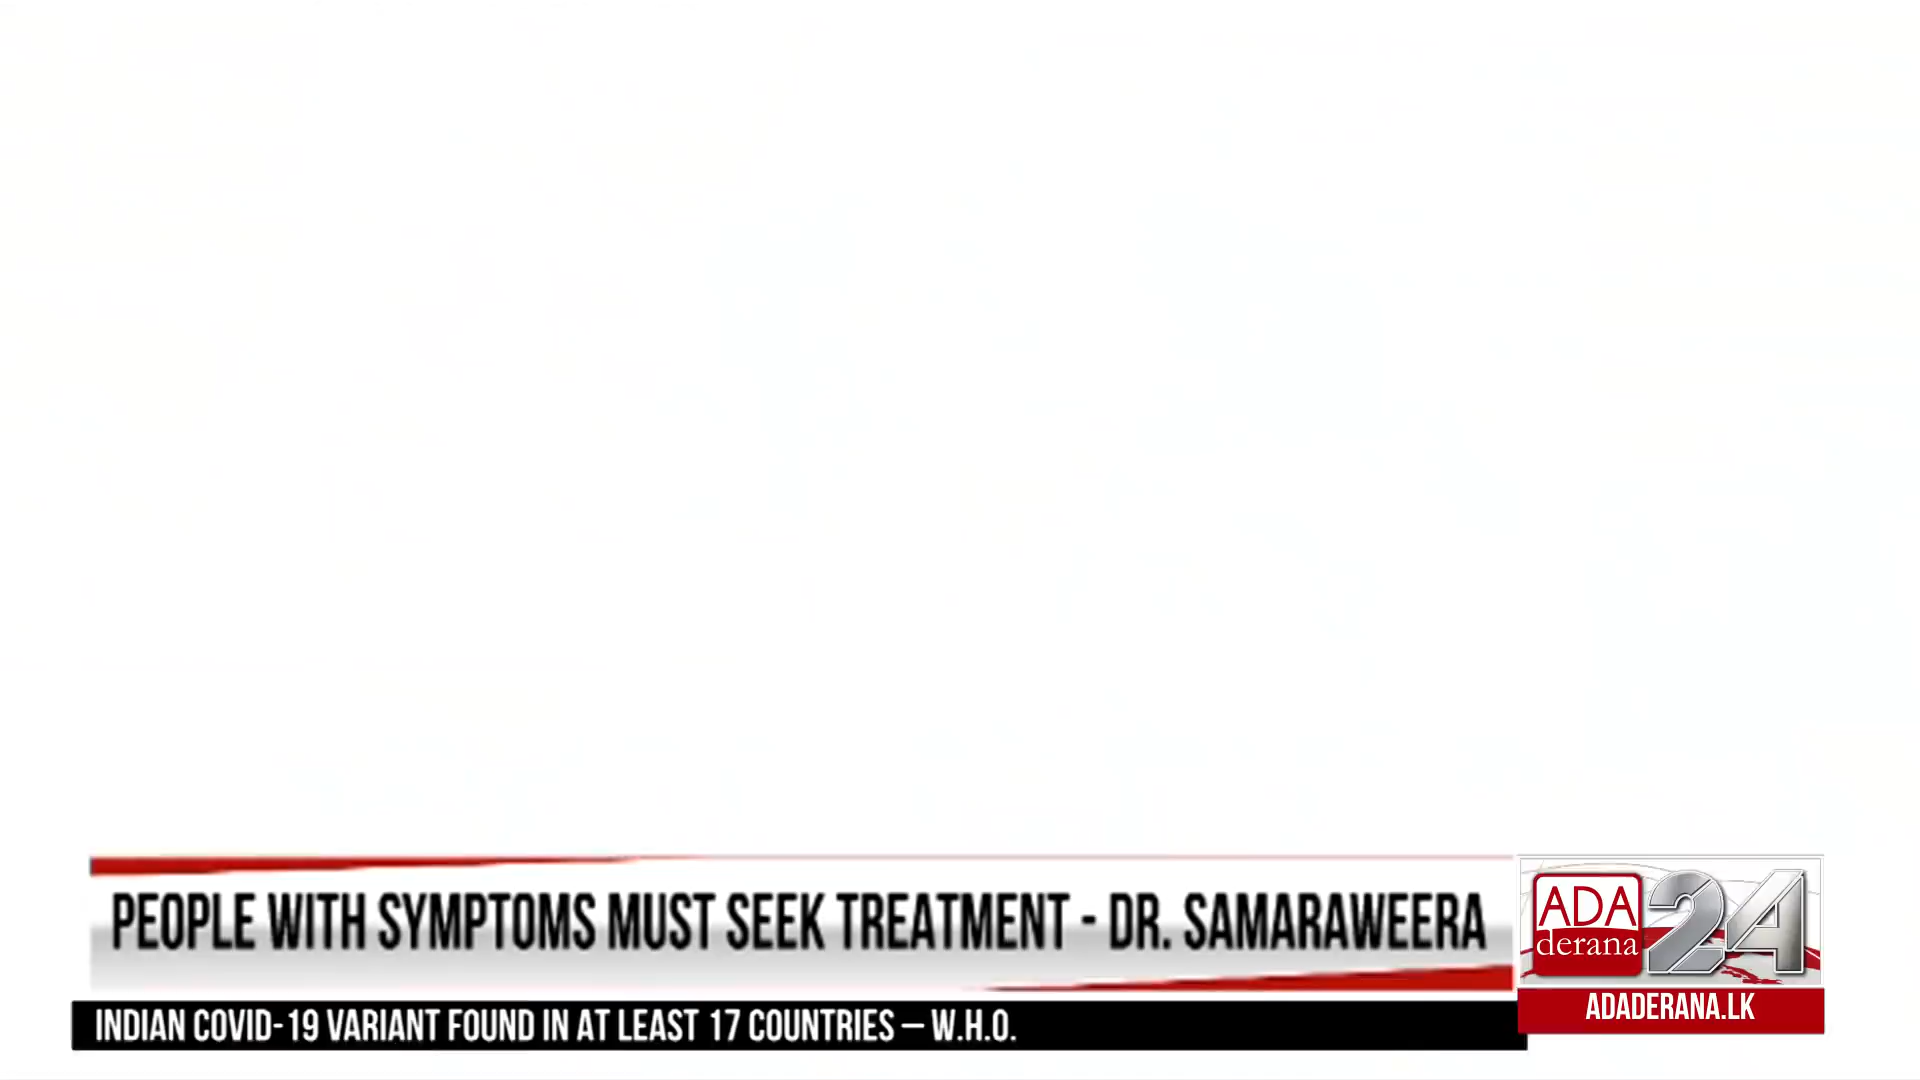 PEOPLE WITH SYMPTOMS MUST SEEK TREATMENT - DR. SAMARAWEERA
ADA
derana
24
ADADERANA.LK
INDIAN COVID-19 VARIANT FOUND IN AT LEAST 17 COUNTRIES – W.H.O.